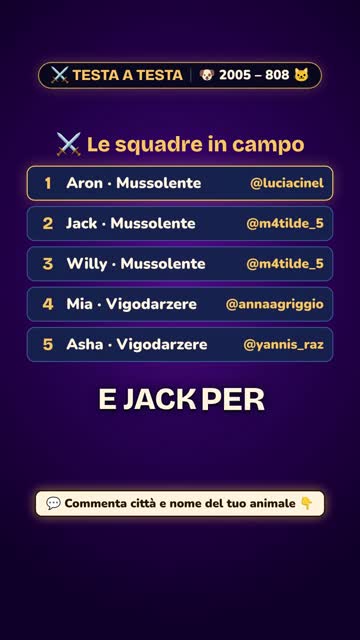 ⚔️ TESTA A TESTA | 🐶 2005 – 808 🐱
⚔️ Le squadre in campo
1 Aron · Mussolente @luciacinel
2 Jack · Mussolente @m4tilde_5
3 Willy · Mussolente @m4tilde_5
4 Mia · Vigodarzere @annaagriggio
5 Asha · Vigodarzere @yannis_raz
E JACK PER
💬 Commenta città e nome del tuo animale 👇